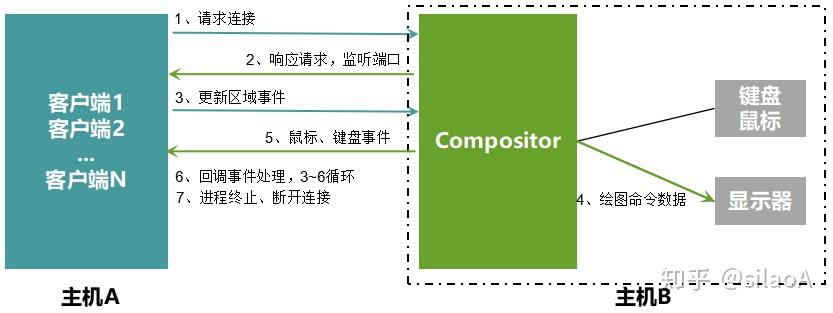 1、请求连接
2、响应请求，监听端口
客户端1
客户端2
...
客户端N
3、更新区域事件
5、鼠标、键盘事件
6、回调事件处理，3~6循环
7、进程终止、断开连接
Compositor
键盘
鼠标
4、绘图命令数据
显示器
主机A
主机B
知乎 @silaoA